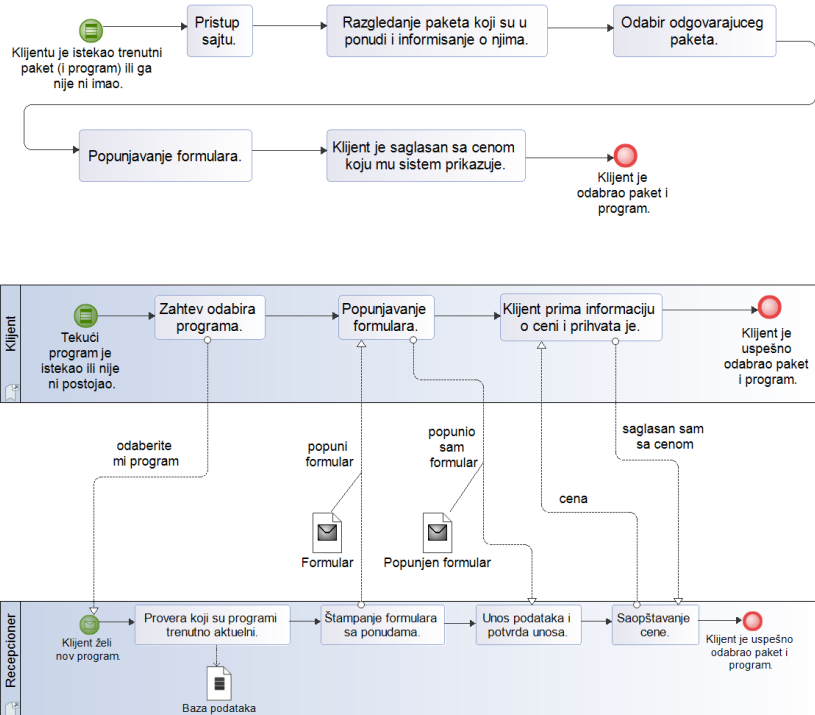 Klijentu je istekao trenutni
paket (i program) ili ga
nije ni imao.
Pristup
sajtu.
Razgledanje paketa koji su u
ponudi i informisanje o njima.
Odabir odgovarajuceg
paketa.
Popunjavanje formulara.
Klijent je saglasan sa cenom
koju mu sistem prikazuje.
Klijent je
odabrao paket i
program.
Klijent
Tekući
program je
istekao ili nije
ni postojao.
Zahtev odabira
programa.
Popunjavanje
formulara.
Klijent prima informaciju
o ceni i prihvata je.
Klijent je
uspešno
odabrao paket
i program.
odaberite
mi program
popuni
formular
popunio
sam
formular
saglasan sam
sa cenom
cena
Formular
Popunjen formular
Recepcioner
Klijent želi
nov program.
Provera koji su programi
trenutno aktuelni.
Štampanje formulara
sa ponudama.
Unos podataka i
potvrda unosa.
Saopštavanje
cene.
Klijent je uspešno
odabrao paket i
program.
Baza podataka